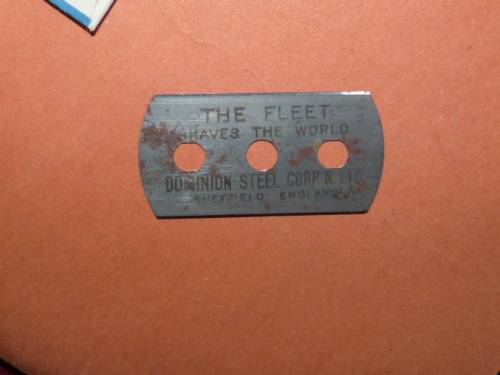 THE FLEET
SHAVES THE WORLD
DOMINION STEEL CORP'N LTD
SHEFFIELD ENGLAND